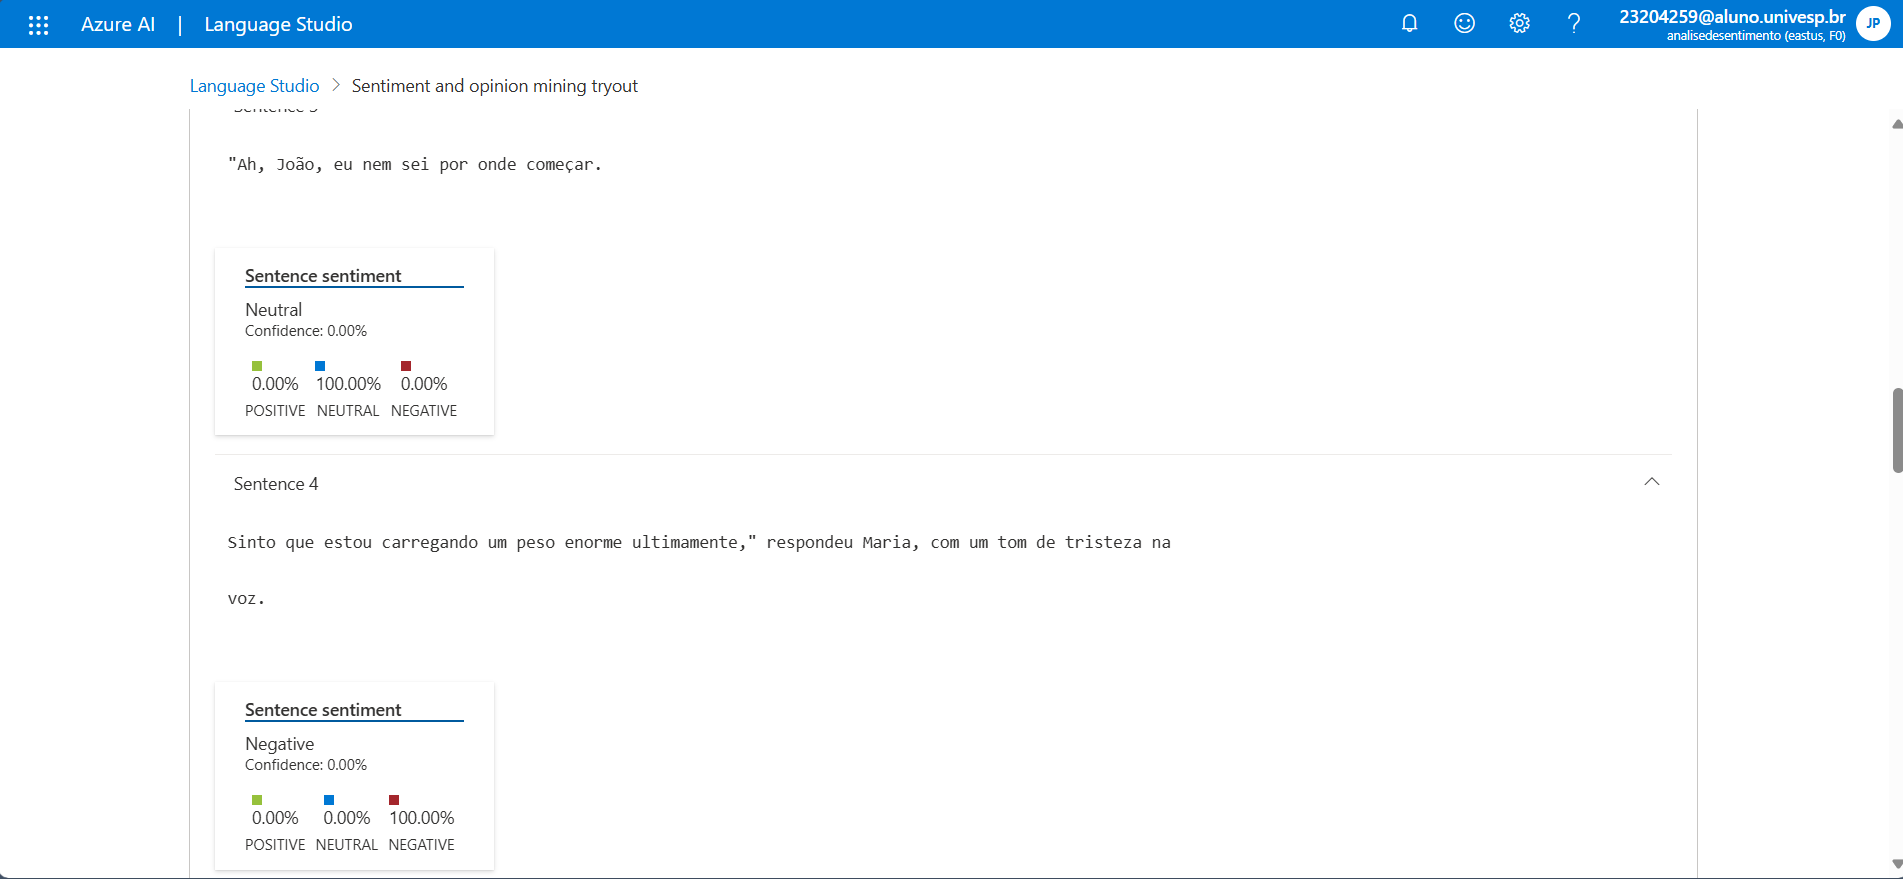 Azure AI | Language Studio
23204259@aluno.univesp.br
analisedesentimento (eastus, F0)
JP
Language Studio > Sentiment and opinion mining tryout
"Ah, João, eu nem sei por onde começar.
Sentence sentiment
Neutral
Confidence: 0.00%
0.00% 100.00% 0.00%
POSITIVE NEUTRAL NEGATIVE
Sentence 4
Sinto que estou carregando um peso enorme ultimamente," respondeu Maria, com um tom de tristeza na
voz.
Sentence sentiment
Negative
Confidence: 0.00%
0.00% 0.00% 100.00%
POSITIVE NEUTRAL NEGATIVE